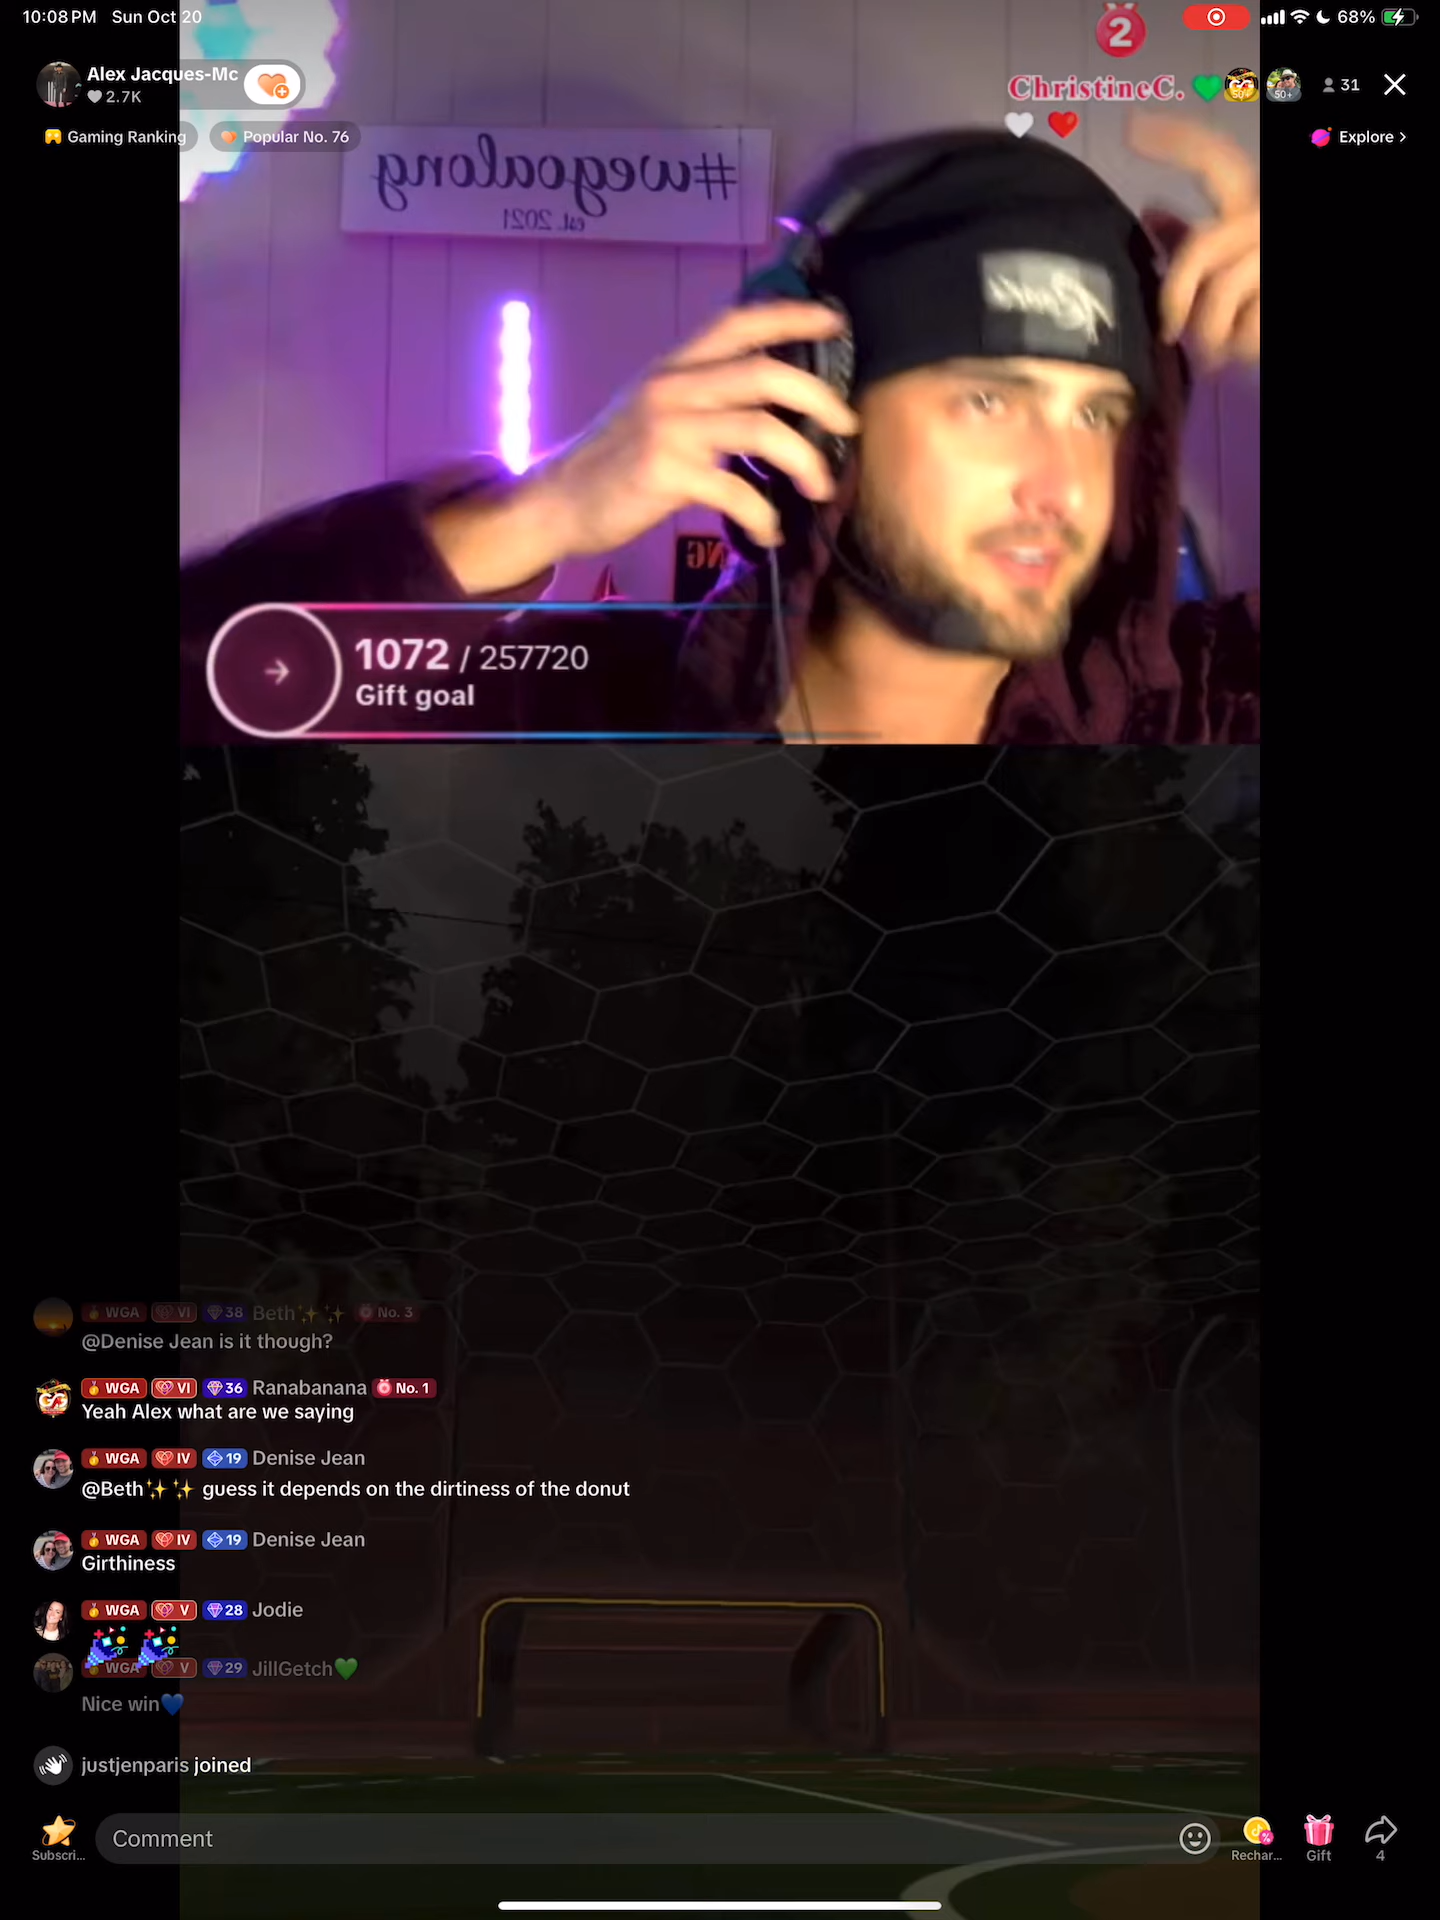 10:08 PM Sun Oct 20
68%
Alex Jacques-Mc
2.7K
2
ChristineC.
50+
50+
31
Gaming Ranking
Popular No. 76
Explore >
#wegoalong
est. 2021
NG
1072 / 257720
Gift goal
WGA VI 38 Beth✨✨ No. 3
@Denise Jean is it though?
WGA VI 36 Ranabanana No. 1
Yeah Alex what are we saying
WGA IV 19 Denise Jean
@Beth✨✨ guess it depends on the dirtiness of the donut
WGA IV 19 Denise Jean
Girthiness
WGA V 28 Jodie
🎉🎉
WGA V 29 JillGetch💚
Nice win💙
justjenparis joined
Comment
Subscri...
Rechar...
Gift
4